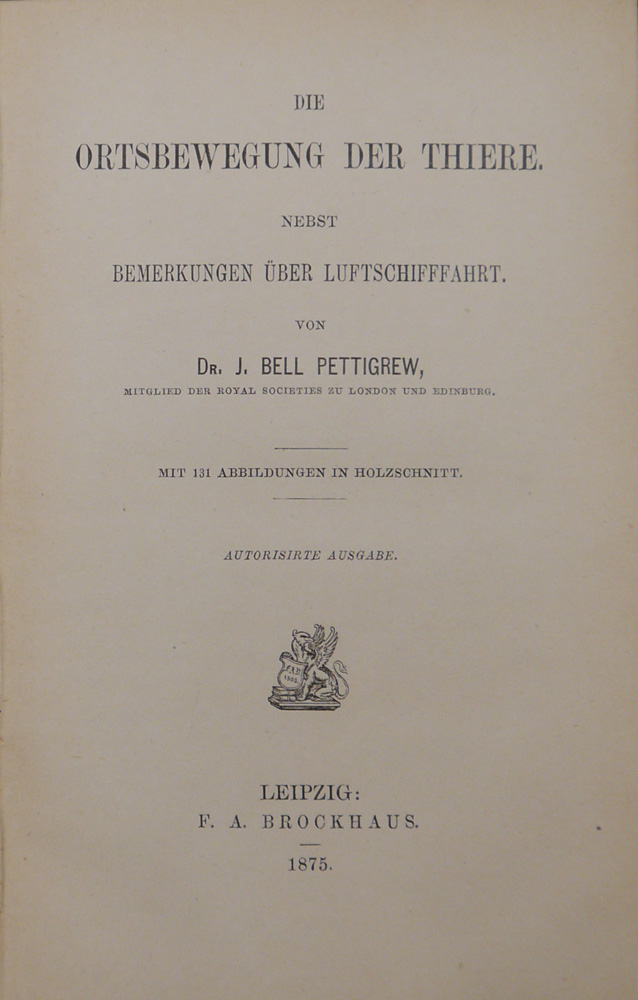 DIE
ORTSBEWEGUNG DER THIERE.
NEBST
BEMERKUNGEN ÜBER LUFTSCHIFFFAHRT.
VON
DR. J. BELL PETTIGREW,
MITGLIED DER ROYAL SOCIETIES ZU LONDON UND EDINBURG.
MIT 131 ABBILDUNGEN IN HOLZSCHNITT.
AUTORISIRTE AUSGABE.
F.A.B.
1805.
LEIPZIG:
F. A. BROCKHAUS.
1875.